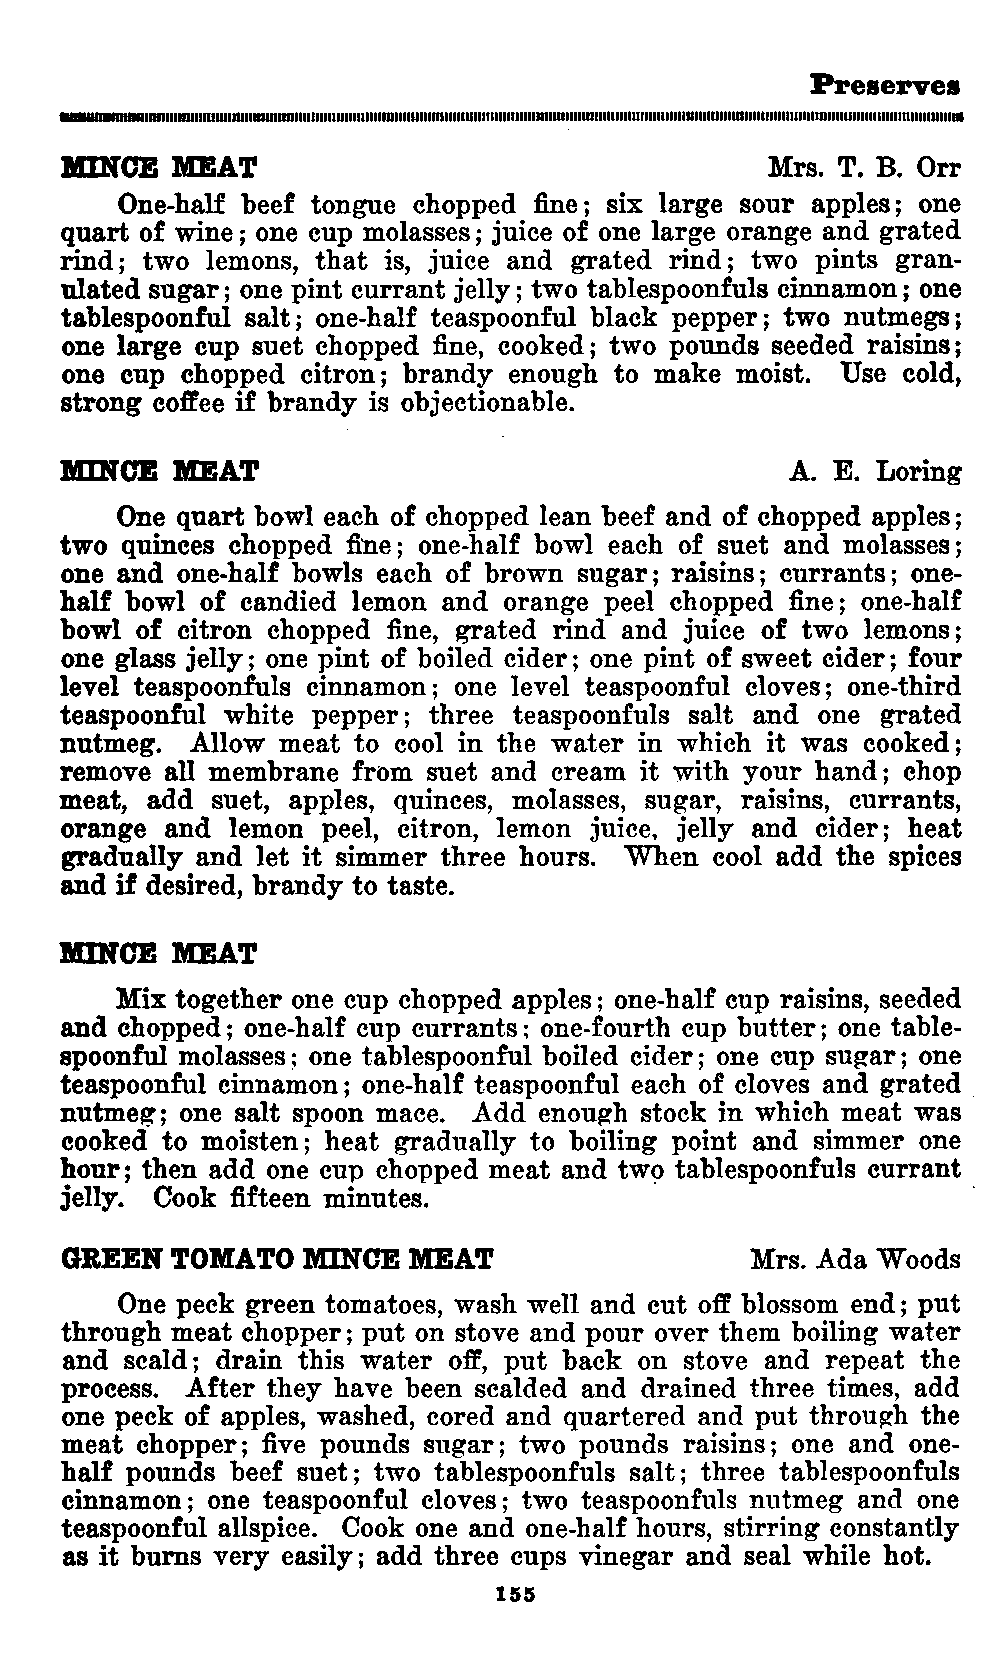 Preserves
MINCE MEAT Mrs. T. B. Orr
One-half beef tongue chopped fine; six large sour apples; one
quart of wine; one cup molasses; juice of one large orange and grated
rind; two lemons, that is, juice and grated rind; two pints gran-
ulated sugar; one pint currant jelly; two tablespoonfuls cinnamon; one
tablespoonful salt; one-half teaspoonful black pepper; two nutmegs;
one large cup suet chopped fine, cooked; two pounds seeded raisins;
one cup chopped citron; brandy enough to make moist. Use cold,
strong coffee if brandy is objectionable.
MINCE MEAT A. E. Loring
One quart bowl each of chopped lean beef and of chopped apples;
two quinces chopped fine; one-half bowl each of suet and molasses;
one and one-half bowls each of brown sugar; raisins; currants; one-
half bowl of candied lemon and orange peel chopped fine; one-half
bowl of citron chopped fine, grated rind and juice of two lemons;
one glass jelly; one pint of boiled cider; one pint of sweet cider; four
level teaspoonfuls cinnamon; one level teaspoonful cloves; one-third
teaspoonful white pepper; three teaspoonfuls salt and one grated
nutmeg. Allow meat to cool in the water in which it was cooked;
remove all membrane from suet and cream it with your hand; chop
meat, add suet, apples, quinces, molasses, sugar, raisins, currants,
orange and lemon peel, citron, lemon juice, jelly and cider; heat
gradually and let it simmer three hours. When cool add the spices
and if desired, brandy to taste.
MINCE MEAT
Mix together one cup chopped apples; one-half cup raisins, seeded
and chopped; one-half cup currants; one-fourth cup butter; one table-
spoonful molasses; one tablespoonful boiled cider; one cup sugar; one
teaspoonful cinnamon; one-half teaspoonful each of cloves and grated
nutmeg; one salt spoon mace. Add enough stock in which meat was
cooked to moisten; heat gradually to boiling point and simmer one
hour; then add one cup chopped meat and two tablespoonfuls currant
jelly. Cook fifteen minutes.
GREEN TOMATO MINCE MEAT Mrs. Ada Woods
One peck green tomatoes, wash well and cut off blossom end; put
through meat chopper; put on stove and pour over them boiling water
and scald; drain this water off, put back on stove and repeat the
process. After they have been scalded and drained three times, add
one peck of apples, washed, cored and quartered and put through the
meat chopper; five pounds sugar; two pounds raisins; one and one-
half pounds beef suet; two tablespoonfuls salt; three tablespoonfuls
cinnamon; one teaspoonful cloves; two teaspoonfuls nutmeg and one
teaspoonful allspice. Cook one and one-half hours, stirring constantly
as it burns very easily; add three cups vinegar and seal while hot.
155